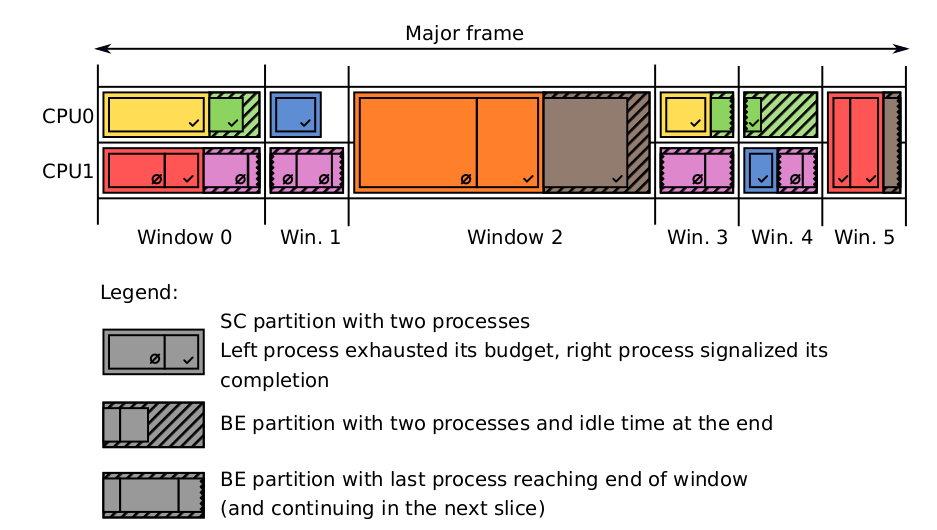 Major frame
CPU0
CPU1
Window 0
Win. 1
Window 2
Win. 3
Win. 4
Win. 5
Legend:
SC partition with two processes
Left process exhausted its budget, right process signalized its
completion
BE partition with two processes and idle time at the end
BE partition with last process reaching end of window
(and continuing in the next slice)